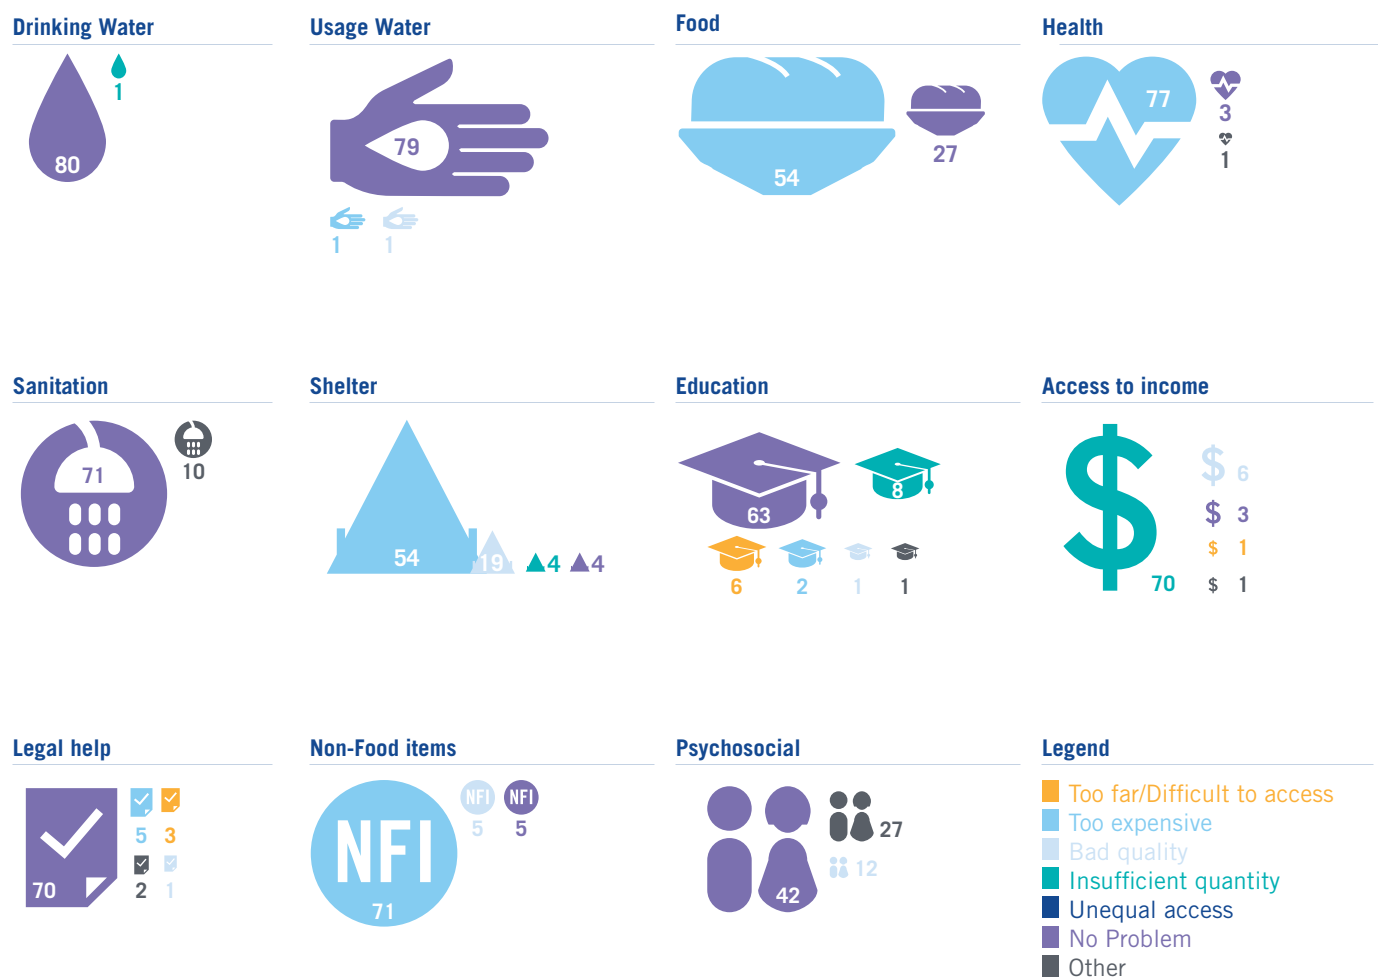 Drinking Water
80
1
Usage Water
79
1
1
Food
54
27
Health
77
3
1
Sanitation
71
10
Shelter
54
19
4
4
Education
63
8
6
2
1
1
Access to income
$
70
$ 6
$ 3
$ 1
$ 1
Legal help
70
5
3
2
1
Non-Food items
NFI
71
NFI
5
NFI
5
Psychosocial
42
27
12
Legend
Too far/Difficult to access
Too expensive
Bad quality
Insufficient quantity
Unequal access
No Problem
Other